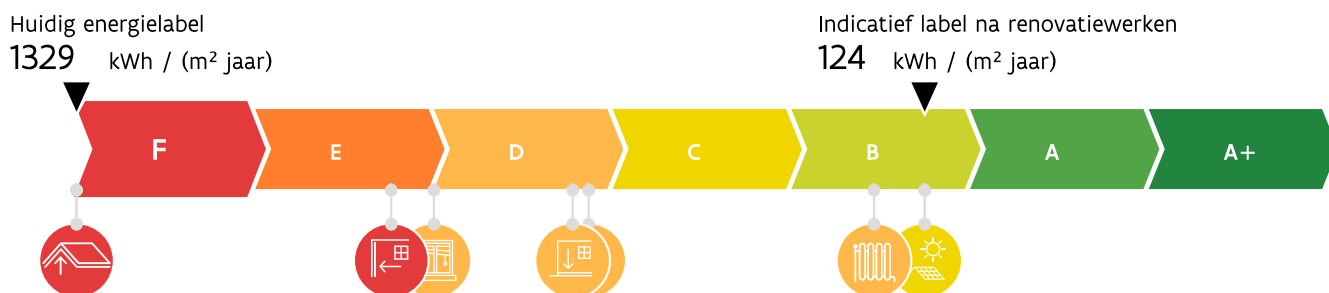 Huidig energielabel
1329 kWh / (m² jaar)
Indicatief label na renovatiewerken
124 kWh / (m² jaar)
F E D C B A A+